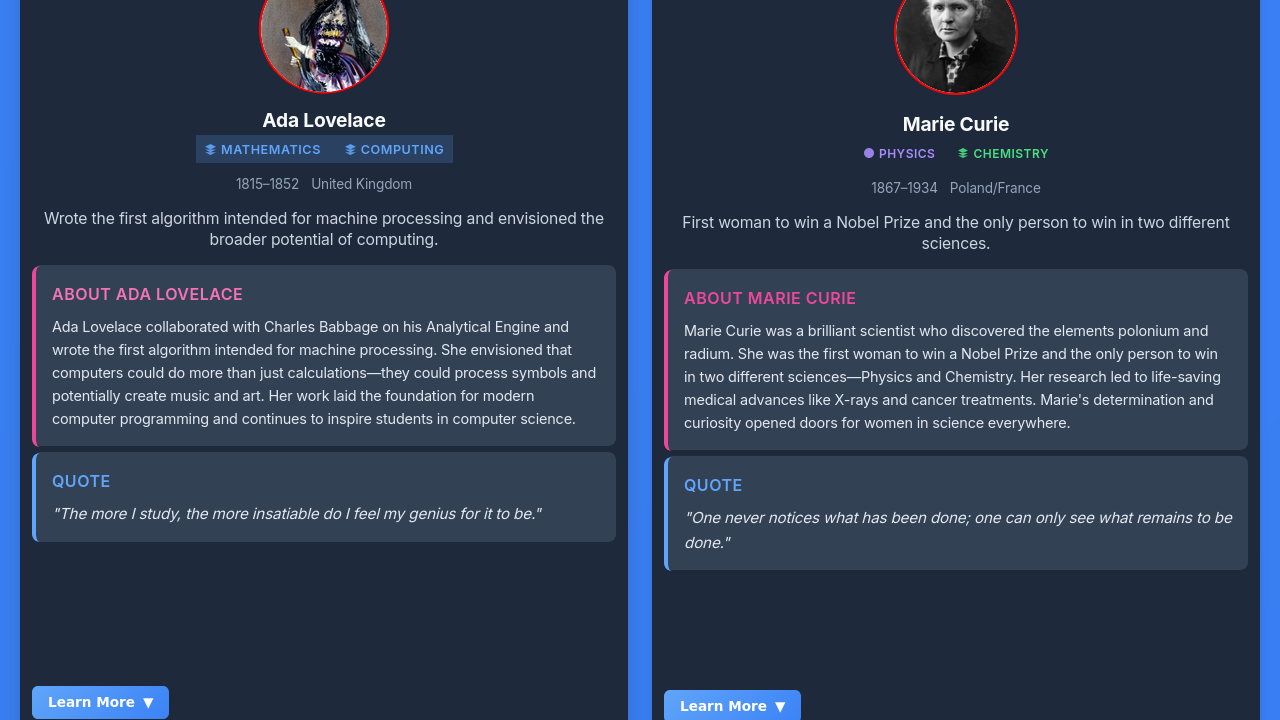 Ada Lovelace
MATHEMATICS COMPUTING
1815–1852 United Kingdom
Wrote the first algorithm intended for machine processing and envisioned the
broader potential of computing.
ABOUT ADA LOVELACE
Ada Lovelace collaborated with Charles Babbage on his Analytical Engine and
wrote the first algorithm intended for machine processing. She envisioned that
computers could do more than just calculations—they could process symbols and
potentially create music and art. Her work laid the foundation for modern
computer programming and continues to inspire students in computer science.
QUOTE
"The more I study, the more insatiable do I feel my genius for it to be."
Learn More ▼
Marie Curie
PHYSICS CHEMISTRY
1867–1934 Poland/France
First woman to win a Nobel Prize and the only person to win in two different
sciences.
ABOUT MARIE CURIE
Marie Curie was a brilliant scientist who discovered the elements polonium and
radium. She was the first woman to win a Nobel Prize and the only person to win
in two different sciences—Physics and Chemistry. Her research led to life-saving
medical advances like X-rays and cancer treatments. Marie's determination and
curiosity opened doors for women in science everywhere.
QUOTE
"One never notices what has been done; one can only see what remains to be
done."
Learn More ▼